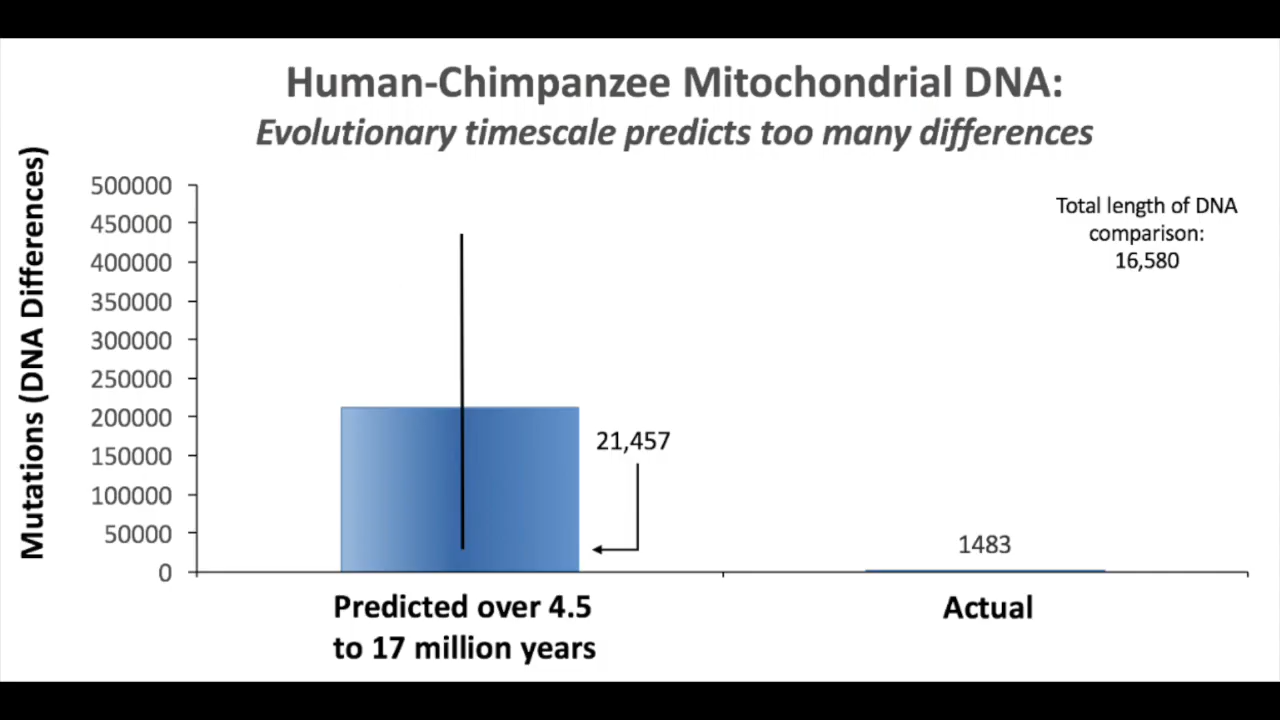 Human-Chimpanzee Mitochondrial DNA:
Evolutionary timescale predicts too many differences
Mutations (DNA Differences)
500000
450000
400000
350000
300000
250000
200000
150000
100000
50000
0
Total length of DNA
comparison:
16,580
21,457
1483
Predicted over 4.5
to 17 million years
Actual